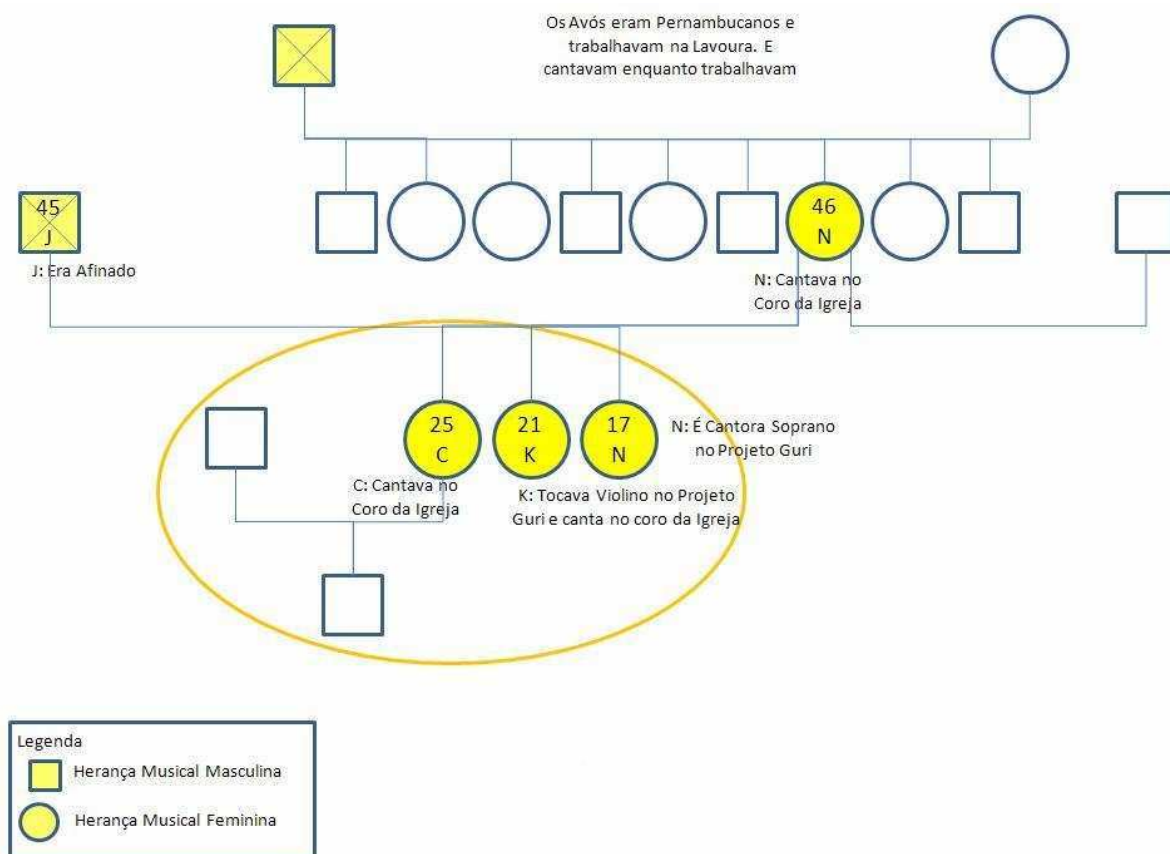 Os Avós eram Pernambucanos e
trabalhavam na Lavoura. E
cantavam enquanto trabalhavam
45
J
J: Era Afinado
46
N
N: Cantava no
Coro da Igreja
25
C
21
K
17
N
N: É Cantora Soprano
no Projeto Guri
C: Cantava no
Coro da Igreja
K: Tocava Violino no Projeto
Guri e canta no coro da Igreja
Legenda
Herança Musical Masculina
Herança Musical Feminina